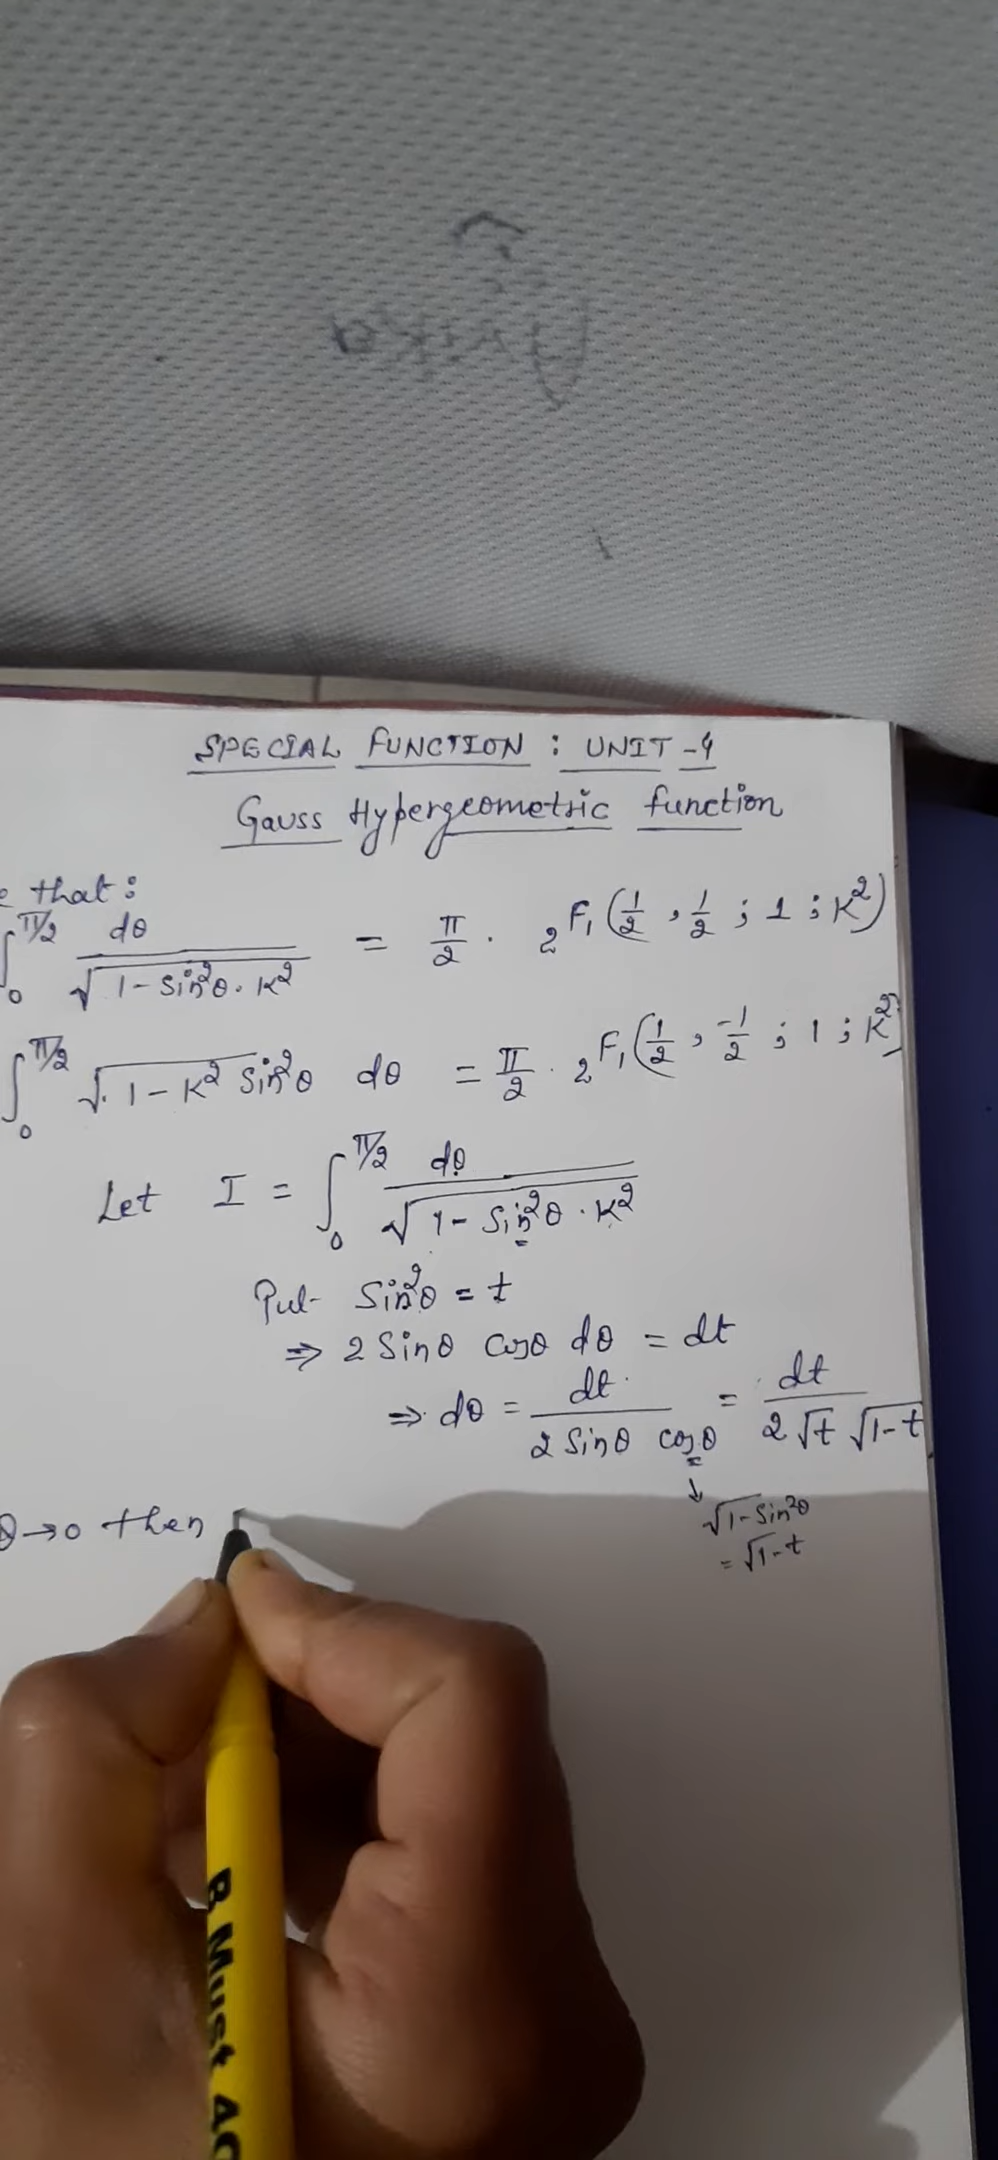 SPECIAL FUNCTION : UNIT-4
Gauss Hypergeometric function
that:
∫₀^π/2 dθ / √(1 - Sin²θ · K²) = π/2 · ₂F₁(1/2, 1/2 ; 1 ; K²)
∫₀^π/2 √(1 - K² Sin²θ) dθ = π/2 · ₂F₁(1/2, -1/2 ; 1 ; K²)
Let I = ∫₀^π/2 dθ / √(1 - Sin²θ · K²)
Put Sin²θ = t
⇒ 2 Sinθ Cosθ dθ = dt
⇒ dθ = dt / (2 Sinθ Cosθ) = dt / (2 √t √(1-t))
↓
√(1-Sin²θ)
= √(1-t)
θ→0 then
B Must 40